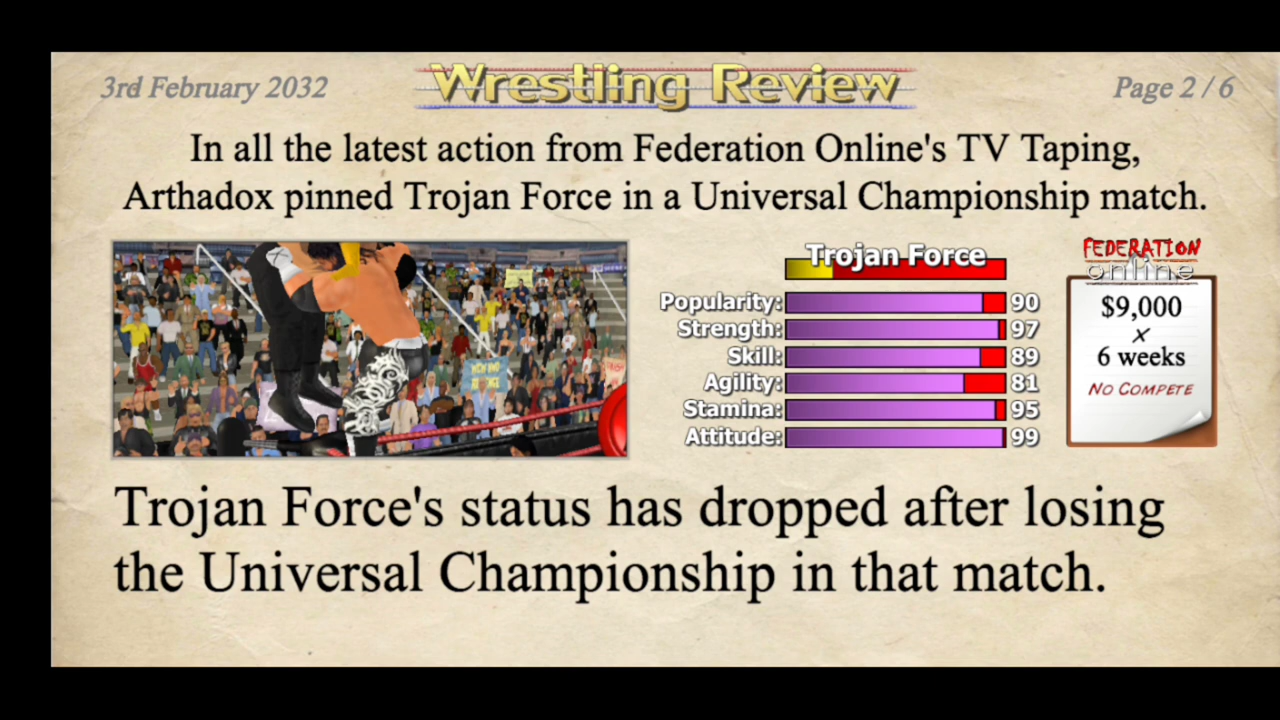 3rd February 2032
Wrestling Review
Page 2 / 6
In all the latest action from Federation Online's TV Taping,
Arthadox pinned Trojan Force in a Universal Championship match.
Trojan Force
Popularity: 90
Strength: 97
Skill: 89
Agility: 81
Stamina: 95
Attitude: 99
FEDERATION
online
$9,000
x
6 weeks
No Compete
Trojan Force's status has dropped after losing
the Universal Championship in that match.